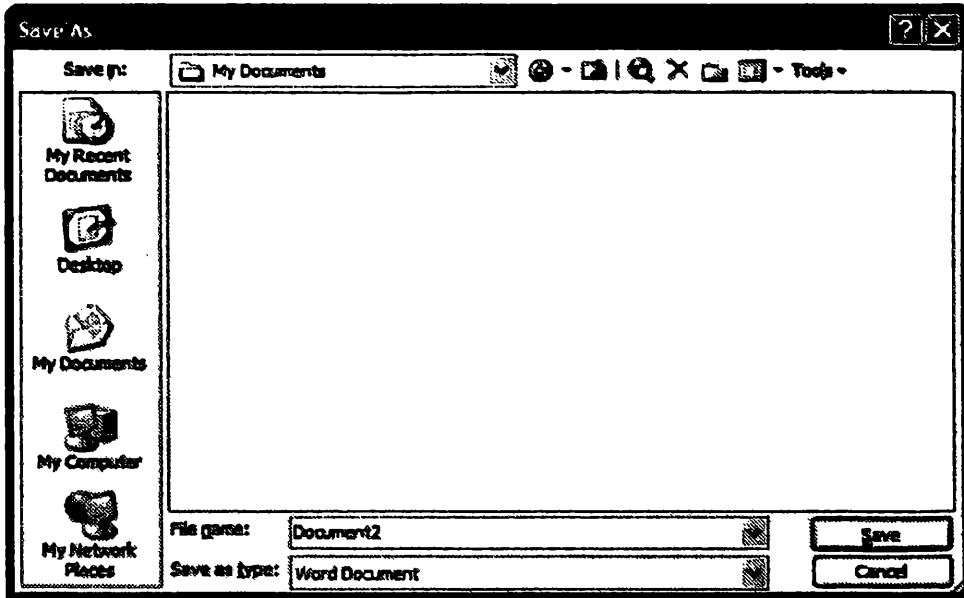 Save As
Save in: My Documents Tools
My Recent
Documents
Desktop
My Documents
My Computer
My Network
Places
File name: Document2 Save
Save as type: Word Document Cancel